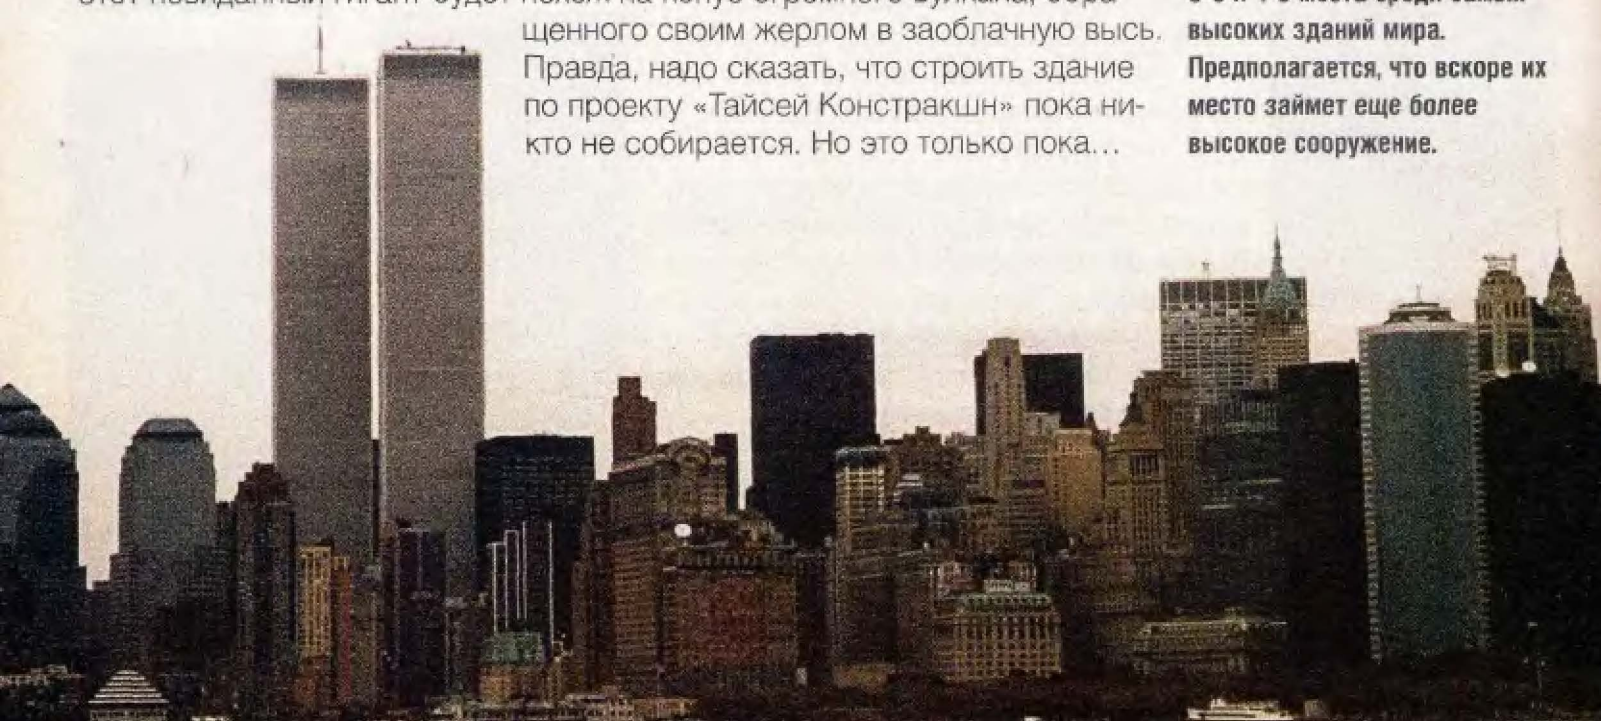 щенного своим жерлом в заоблачную высь.
Правда, надо сказать, что строить здание
по проекту «Тайсей Констракшн» пока ни-
кто не собирается. Но это только пока...
высоких зданий мира.
Предполагается, что вскоре их
место займет еще более
высокое сооружение.